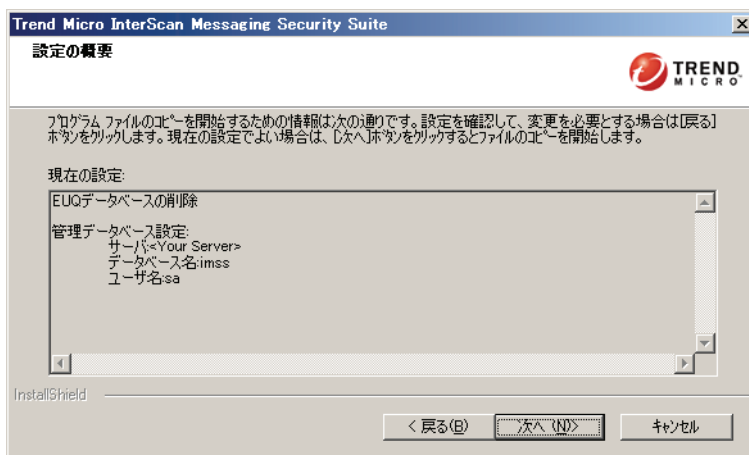 Trend Micro InterScan Messaging Security Suite
設定の概要
TREND
MICRO
プログラム ファイルのコピーを開始するための情報は次の通りです。設定を確認して、変更を必要とする場合は[戻る]
ボタンをクリックします。現在の設定でよい場合は、[次へ]ボタンをクリックするとファイルのコピーを開始します。
現在の設定:
EUQデータベースの削除
管理データベース設定:
サーバ:<Your Server>
データベース名:imss
ユーザ名:sa
InstallShield
< 戻る(B)
次へ(N)>
キャンセル